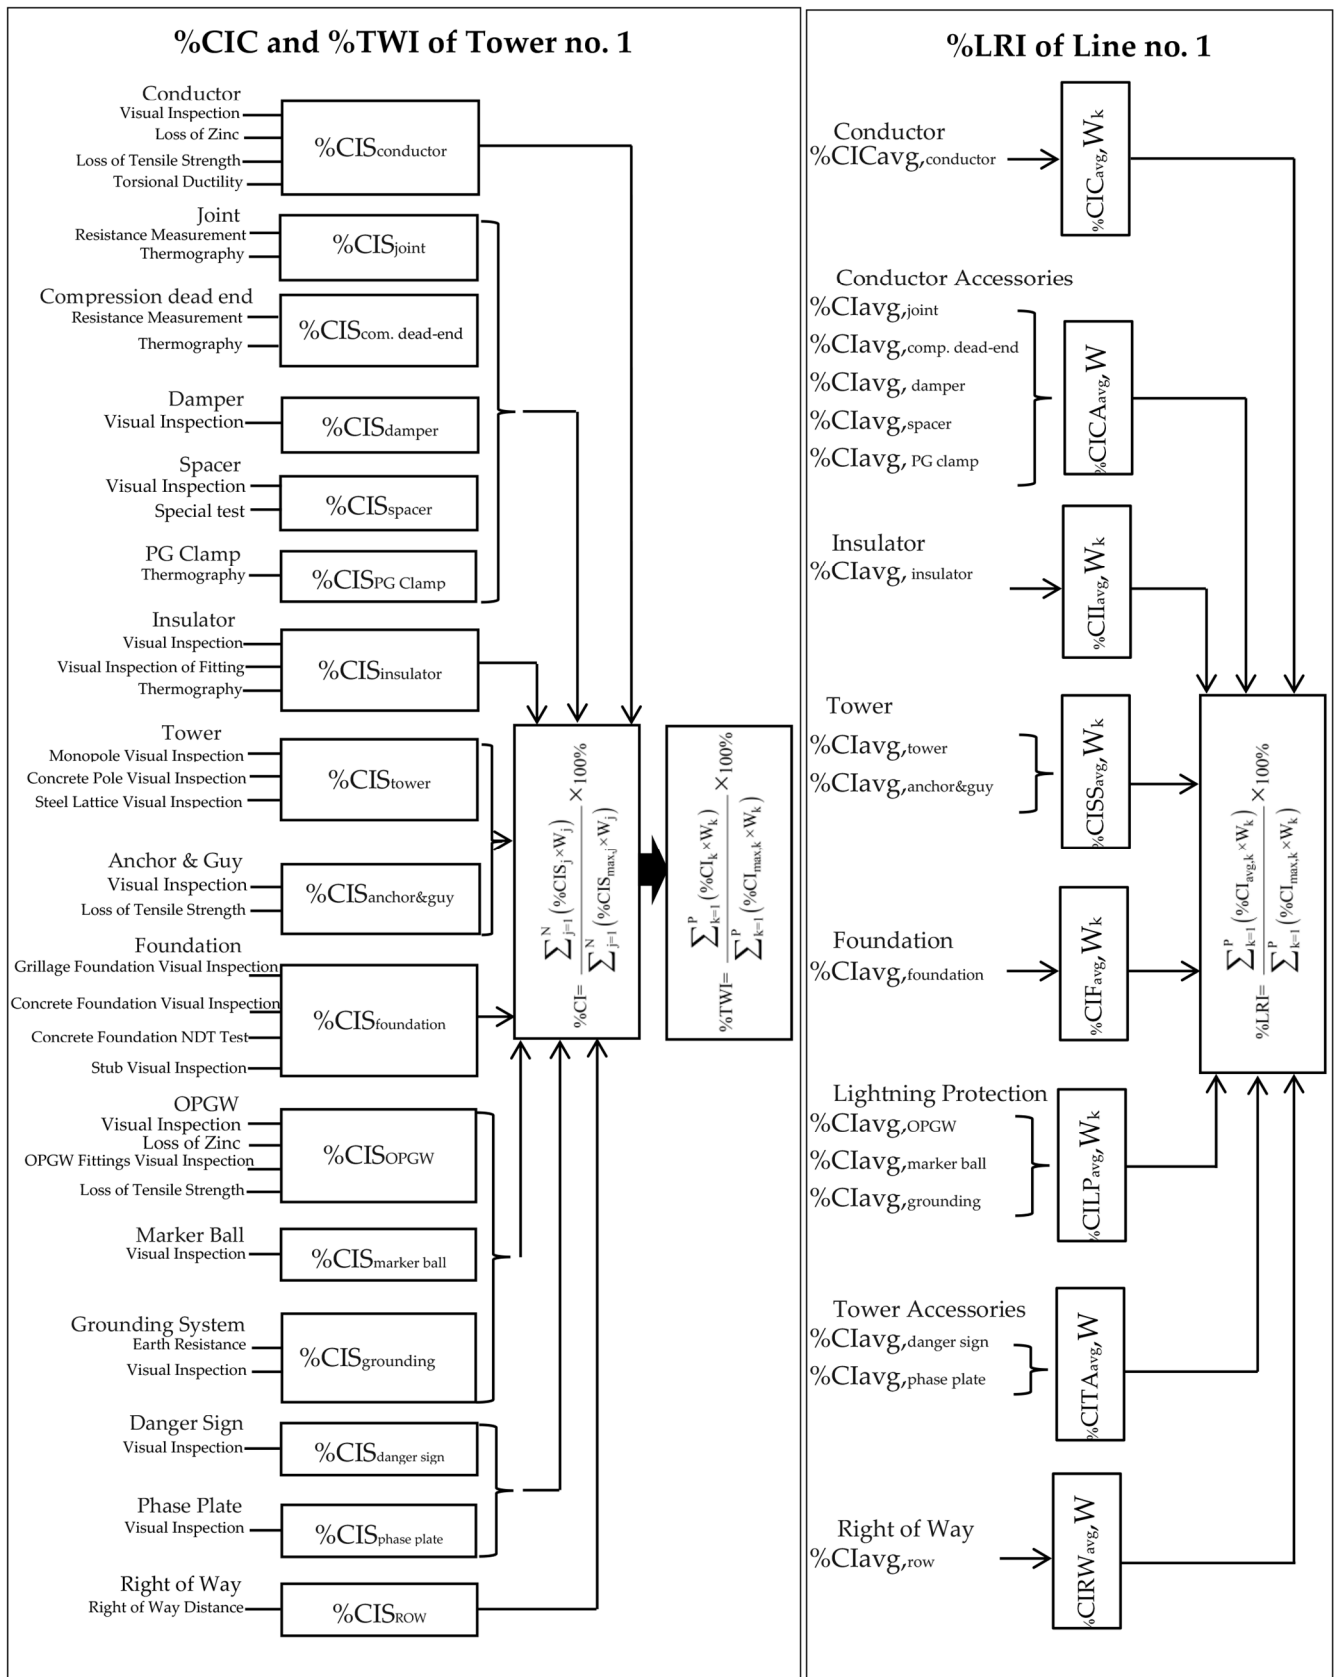 %CIC and %TWI of Tower no. 1
Conductor
Visual Inspection
Loss of Zinc
Loss of Tensile Strength
Torsional Ductility
%CISconductor
Joint
Resistance Measurement
Thermography
%CISjoint
Compression dead end
Resistance Measurement
Thermography
%CIScom. dead-end
Damper
Visual Inspection
%CISdamper
Spacer
Visual Inspection
Special test
%CISspacer
PG Clamp
Thermography
%CISPG Clamp
Insulator
Visual Inspection
Visual Inspection of Fitting
Thermography
%CISinsulator
Tower
Monopole Visual Inspection
Concrete Pole Visual Inspection
Steel Lattice Visual Inspection
%CIStower
Anchor & Guy
Visual Inspection
Loss of Tensile Strength
%CISanchor&guy
Foundation
Grillage Foundation Visual Inspection
Concrete Foundation Visual Inspection
Concrete Foundation NDT Test
Stub Visual Inspection
%CISfoundation
OPGW
Visual Inspection
Loss of Zinc
OPGW Fittings Visual Inspection
Loss of Tensile Strength
%CISOPGW
Marker Ball
Visual Inspection
%CISmarker ball
Grounding System
Earth Resistance
Visual Inspection
%CISgrounding
Danger Sign
Visual Inspection
%CISdanger sign
Phase Plate
Visual Inspection
%CISphase plate
Right of Way
Right of Way Distance
%CISROW
%CI= ∑ N j=1 (%CISj×Wj) / ∑ N j=1 (%CISmax,j×Wj) ×100%
%TWI= ∑ P k=1 (%CIk×Wk) / ∑ P k=1 (%CImax,k×Wk) ×100%
%LRI of Line no. 1
Conductor
%CICavg,conductor
%CICavg,Wk
Conductor Accessories
%CIavg,joint
%CIavg,comp. dead-end
%CIavg, damper
%CIavg,spacer
%CIavg, PG clamp
%CICAavg,W
Insulator
%CIavg, insulator
%CIIavg,Wk
Tower
%CIavg,tower
%CIavg,anchor&guy
%CISSavg,Wk
Foundation
%CIavg,foundation
%CIFavg,Wk
Lightning Protection
%CIavg,OPGW
%CIavg,marker ball
%CIavg,grounding
%CILPavg,Wk
Tower Accessories
%CIavg,danger sign
%CIavg,phase plate
%CITAavg,W
Right of Way
%CIavg,row
%CIRWavg,W
%LRI= ∑ P k=1 (%CIavg,k×Wk) / ∑ P k=1 (%CImax,k×Wk) ×100%